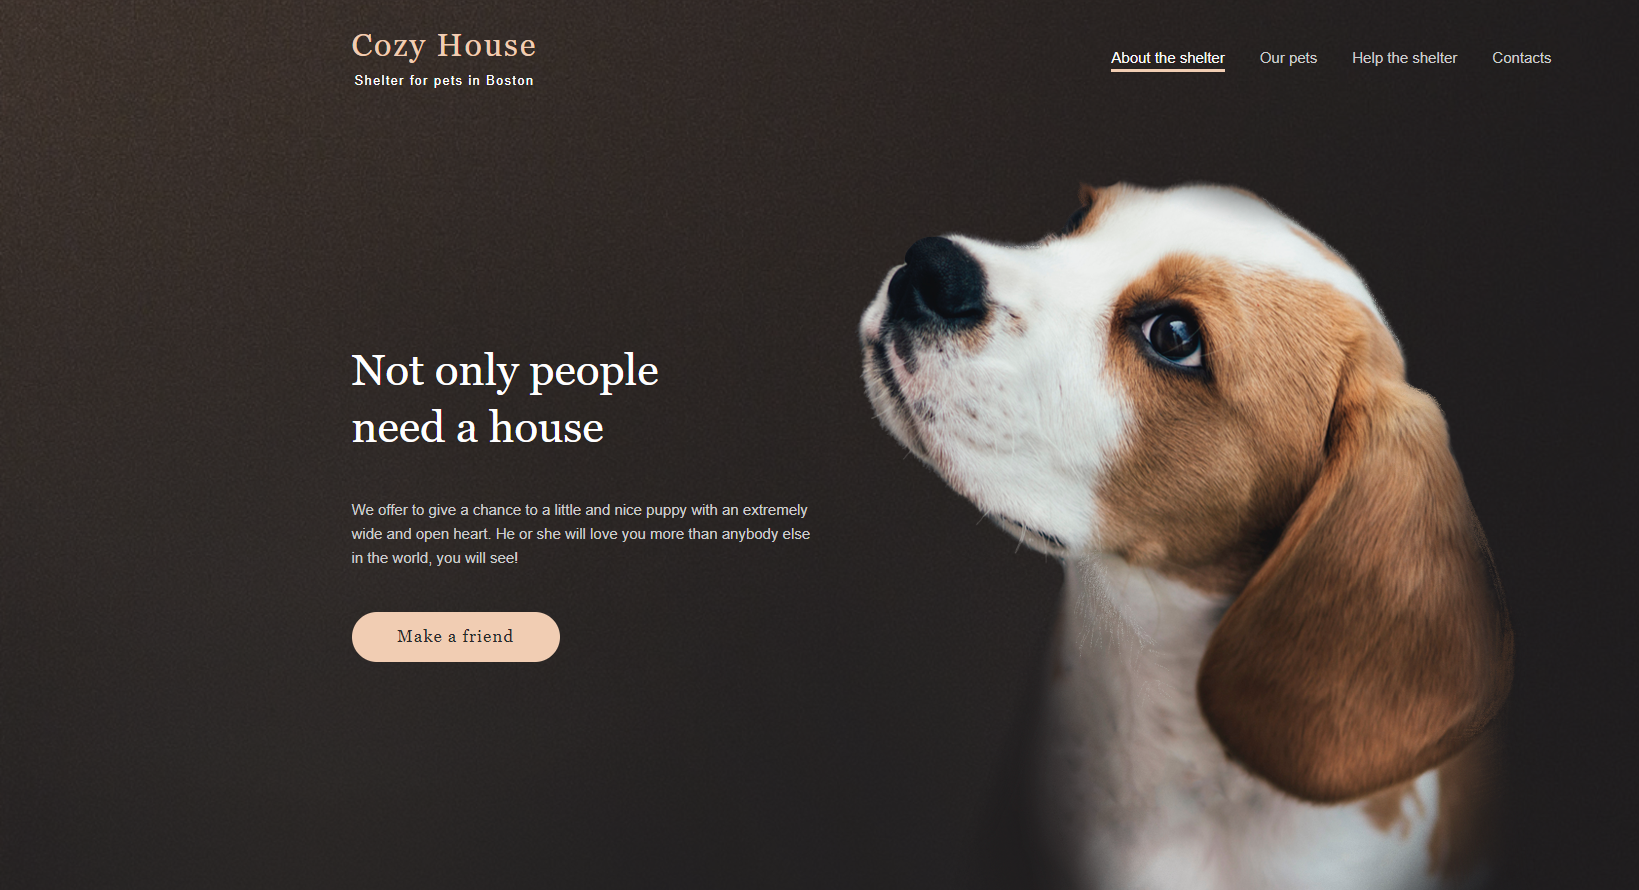 Cozy House
Shelter for pets in Boston
About the shelter
Our pets
Help the shelter
Contacts
Not only people
need a house
We offer to give a chance to a little and nice puppy with an extremely
wide and open heart. He or she will love you more than anybody else
in the world, you will see!
Make a friend